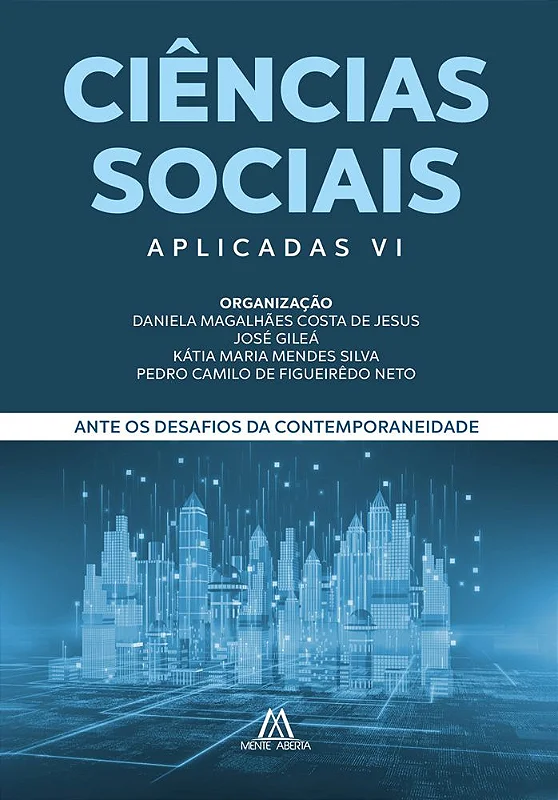 CIÊNCIAS
SOCIAIS
APLICADAS VI
ORGANIZAÇÃO
DANIELA MAGALHÃES COSTA DE JESUS
JOSÉ GILEÁ
KÁTIA MARIA MENDES SILVA
PEDRO CAMILO DE FIGUEIRÊDO NETO
ANTE OS DESAFIOS DA CONTEMPORANEIDADE
MENTE ABERTA